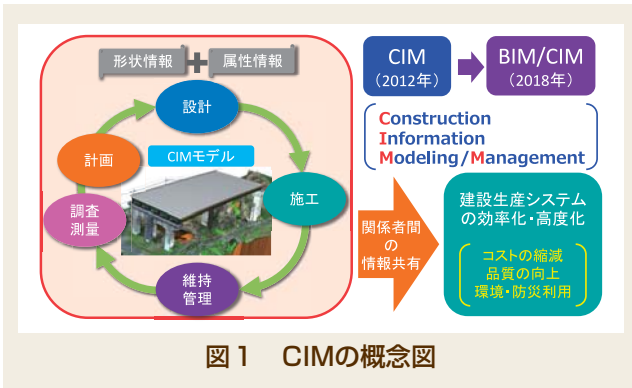 形状情報
+
属性情報
設計
計画
CIMモデル
調査
測量
施工
維持
管理
CIM
(2012年)
BIM/CIM
(2018年)
Construction
Information
Modeling/Management
関係者間
の
情報共有
建設生産システム
の効率化・高度化
コストの縮減
品質の向上
環境・防災利用
図1 CIMの概念図